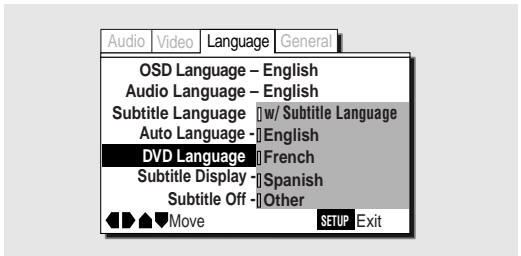 Audio Video Language General
OSD Language – English
Audio Language – English
Subtitle Language w/ Subtitle Language
Auto Language - English
DVD Language French
Subtitle Display - Spanish
Subtitle Off - Other
Move SETUP Exit